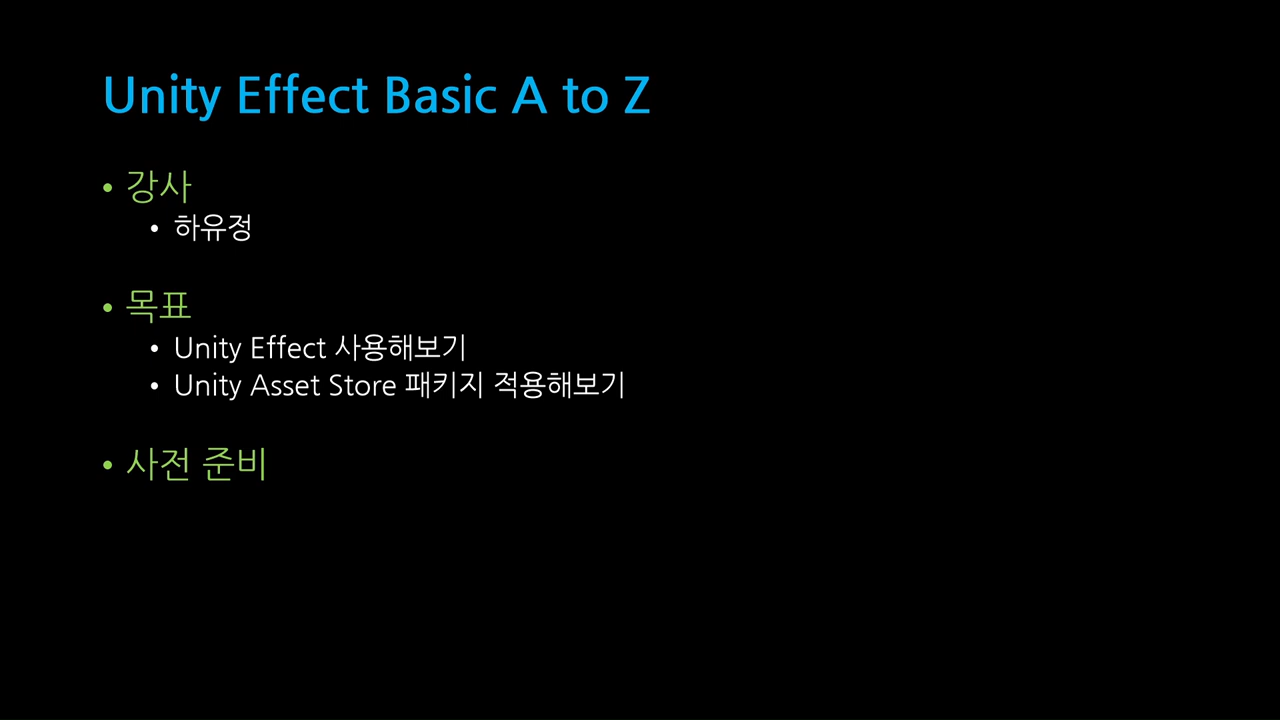 Unity Effect Basic A to Z
• 강사
• 하유정
• 목표
• Unity Effect 사용해보기
• Unity Asset Store 패키지 적용해보기
• 사전 준비